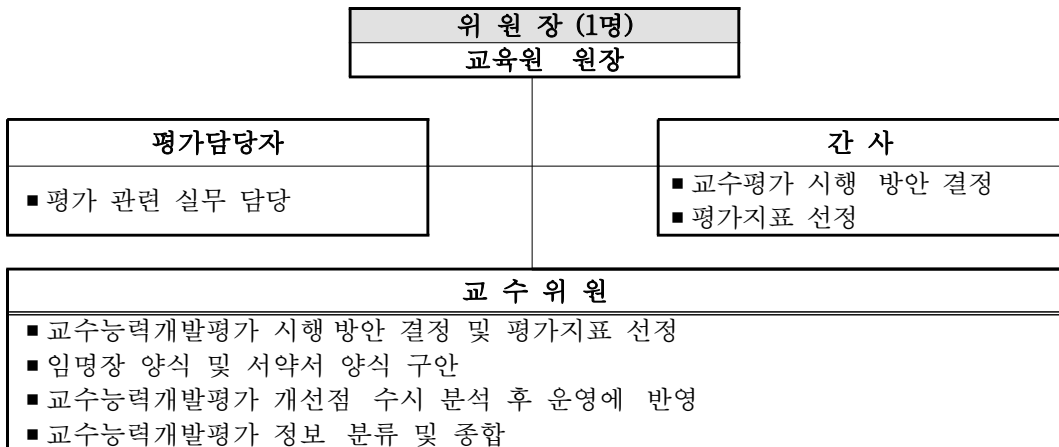 위 원 장 (1명)
교육원 원장
평가담당자
■ 평가 관련 실무 담당
간 사
■ 교수평가 시행 방안 결정
■ 평가지표 선정
교 수 위 원
■ 교수능력개발평가 시행 방안 결정 및 평가지표 선정
■ 임명장 양식 및 서약서 양식 구안
■ 교수능력개발평가 개선점 수시 분석 후 운영에 반영
■ 교수능력개발평가 정보 분류 및 종합